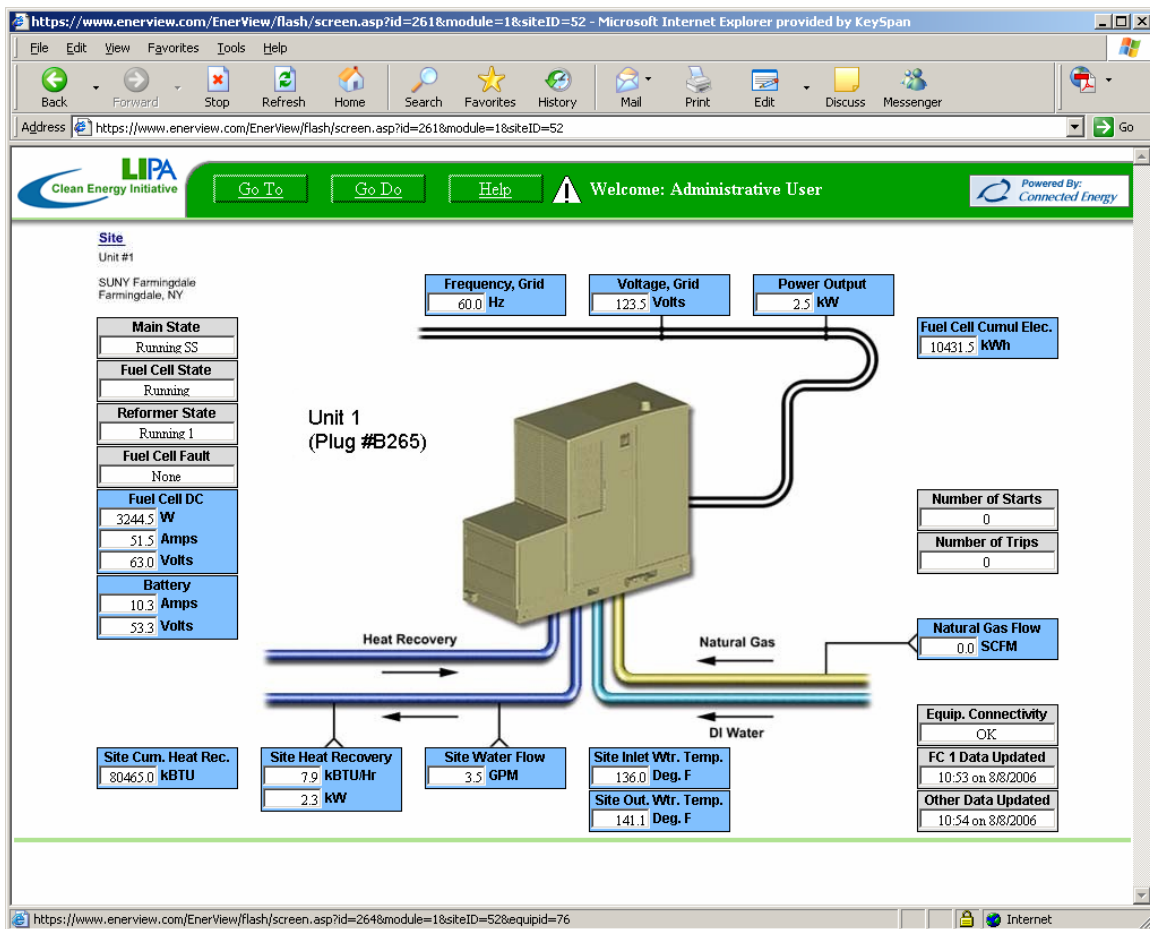 https://www.enerview.com/EnerView/flash/screen.asp?id=261&module=1&siteID=52 - Microsoft Internet Explorer provided by KeySpan
File Edit View Favorites Tools Help
Back Forward Stop Refresh Home Search Favorites History Mail Print Edit Discuss Messenger
Address https://www.enerview.com/EnerView/flash/screen.asp?id=261&module=1&siteID=52 Go
LIPA
Clean Energy Initiative
Go To Go Do Help Welcome: Administrative User
Powered By:
Connected Energy
Site
Unit #1
SUNY Farmingdale
Farmingdale, NY
Main State
Running SS
Fuel Cell State
Running
Reformer State
Running 1
Fuel Cell Fault
None
Fuel Cell DC
3244.5 W
51.5 Amps
63.0 Volts
Battery
10.3 Amps
53.3 Volts
Frequency, Grid
60.0 Hz
Voltage, Grid
123.5 Volts
Power Output
2.5 kW
Fuel Cell Cumul Elec.
10431.5 kWh
Unit 1
(Plug #B265)
Number of Starts
0
Number of Trips
0
Heat Recovery
Natural Gas
Natural Gas Flow
0.0 SCFM
DI Water
Site Cum. Heat Rec.
80465.0 kBTU
Site Heat Recovery
7.9 kBTU/Hr
2.3 kW
Site Water Flow
3.5 GPM
Site Inlet Wtr. Temp.
136.0 Deg. F
Site Out. Wtr. Temp.
141.1 Deg. F
Equip. Connectivity
OK
FC 1 Data Updated
10:53 on 8/8/2006
Other Data Updated
10:54 on 8/8/2006
https://www.enerview.com/EnerView/flash/screen.asp?id=264&module=1&siteID=52&equipid=76 Internet